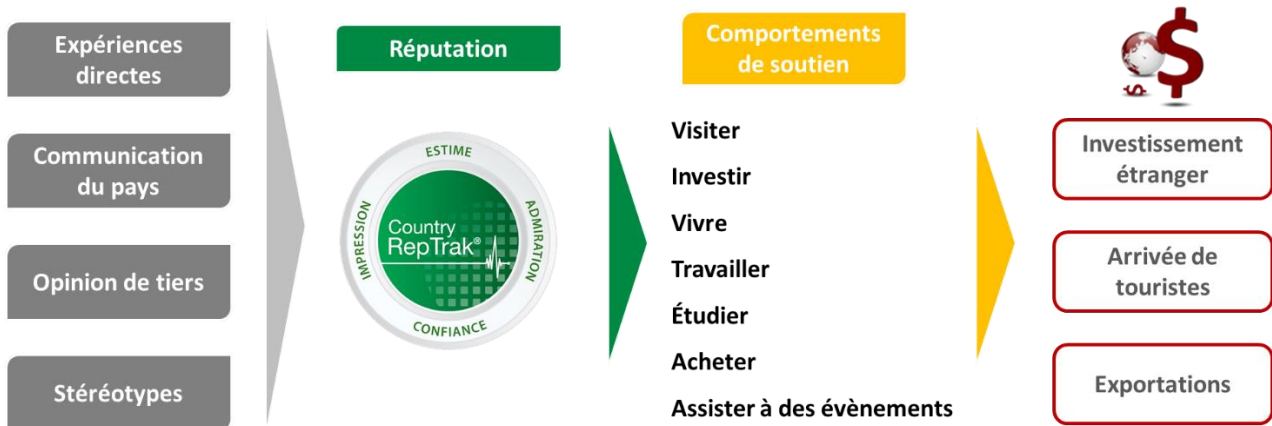 Expériences
directes
Communication
du pays
Opinion de tiers
Stéréotypes
Réputation
ESTIME
IMPRESSION
ADMIRATION
CONFIANCE
Country
RepTrak®
Comportements
de soutien
Visiter
Investir
Vivre
Travailler
Étudier
Acheter
Assister à des évènements
$
$
Investissement
étranger
Arrivée de
touristes
Exportations